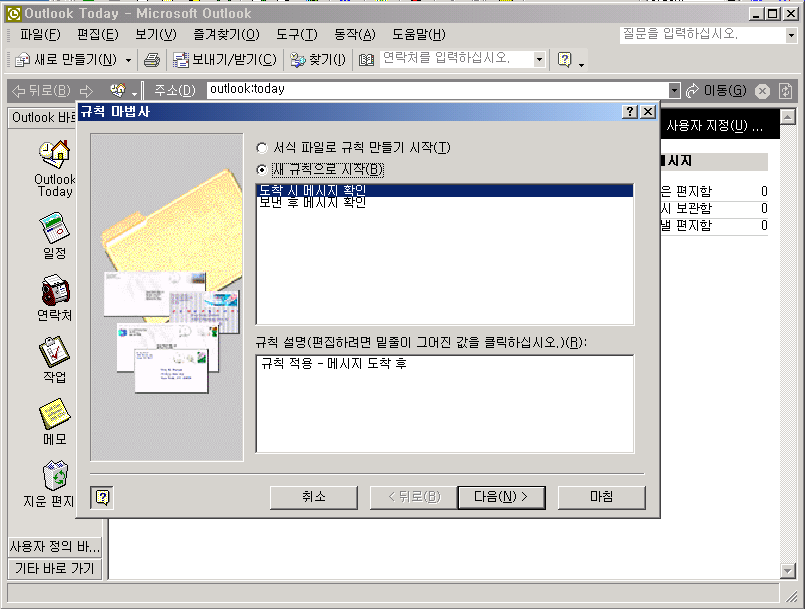 Outlook Today - Microsoft Outlook
파일(F) 편집(E) 보기(V) 즐겨찾기(O) 도구(T) 동작(A) 도움말(H) 질문을 입력하십시오.
새로 만들기(N) 보내기/받기(C) 찾기(I) 연락처를 입력하십시오.
뒤로(B) 주소(D) outlook:today 이동(G)
Outlook 바로
Outlook Today
일정
연락처
작업
메모
지운 편지
사용자 정의 바...
기타 바로 가기
사용자 지정(U) ...
메시지
은 편지함 0
시 보관함 0
낼 편지함 0
규칙 마법사
서식 파일로 규칙 만들기 시작(T)
새 규칙으로 시작(B)
도착 시 메시지 확인
보낸 후 메시지 확인
규칙 설명(편집하려면 밑줄이 그어진 값을 클릭하십시오.)(R):
규칙 적용 - 메시지 도착 후
취소 < 뒤로(B) 다음(N) > 마침